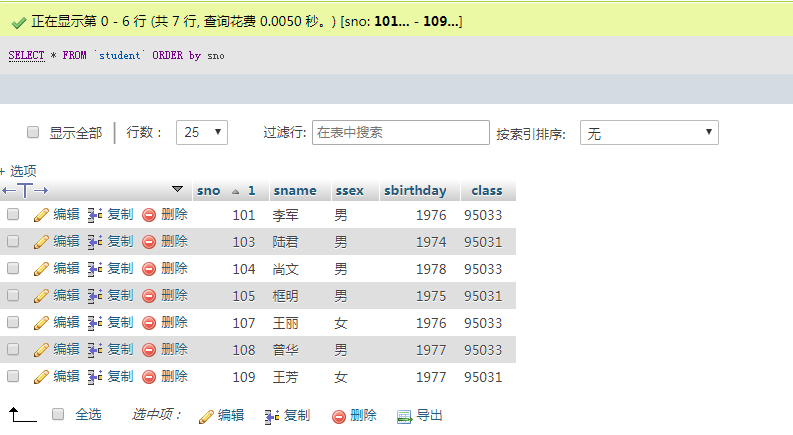 正在显示第 0 - 6 行 (共 7 行, 查询花费 0.0050 秒。) [sno: 101... - 109...]
SELECT * FROM `student` ORDER by sno
显示全部 行数： 25 过滤行: 在表中搜索 按索引排序: 无
+ 选项
←T→ sno 1 sname ssex sbirthday class
编辑 复制 删除 101 李军 男 1976 95033
编辑 复制 删除 103 陆君 男 1974 95031
编辑 复制 删除 104 尚文 男 1978 95033
编辑 复制 删除 105 框明 男 1975 95031
编辑 复制 删除 107 王丽 女 1976 95033
编辑 复制 删除 108 曾华 男 1977 95033
编辑 复制 删除 109 王芳 女 1977 95031
全选 选中项： 编辑 复制 删除 导出